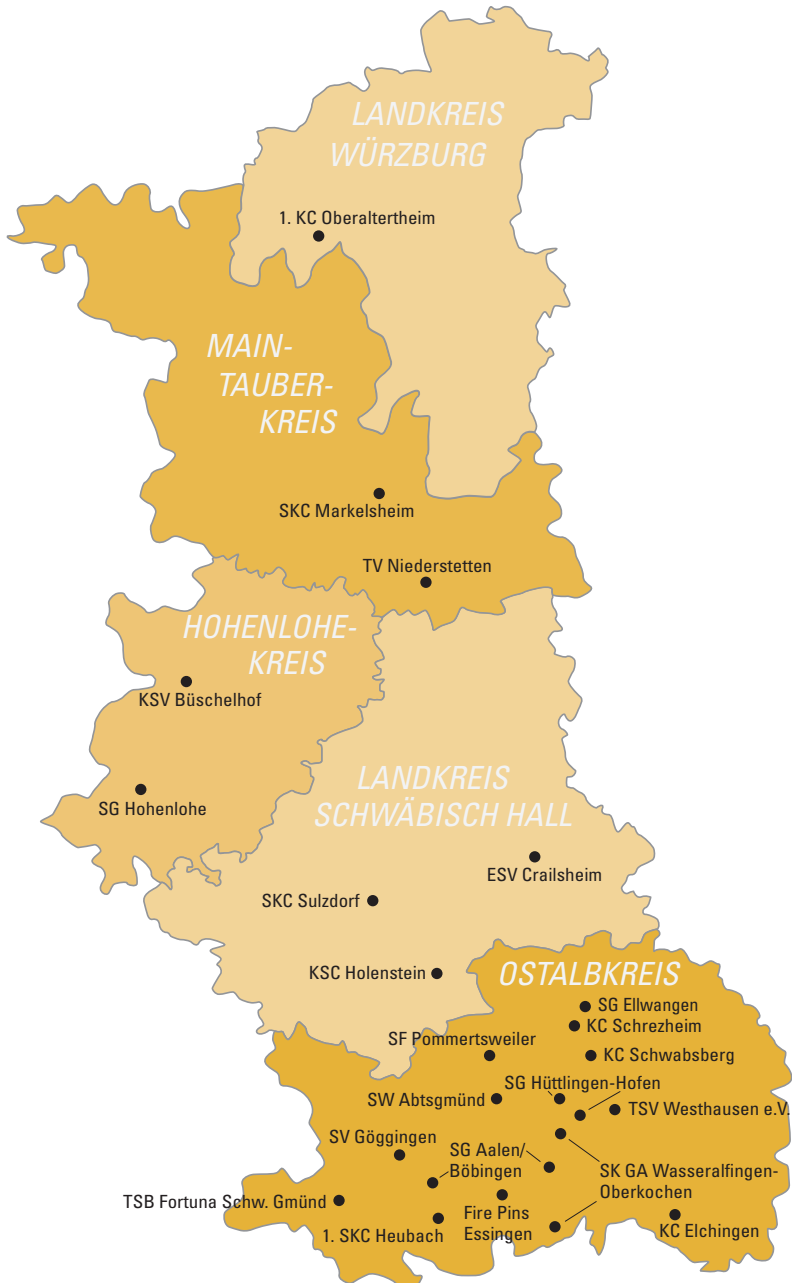 LANDKREIS
WÜRZBURG
1. KC Oberaltertheim
MAIN-
TAUBER-
KREIS
SKC Markelsheim
TV Niederstetten
HOHENLOHE-
KREIS
KSV Büschelhof
SG Hohenlohe
LANDKREIS
SCHWÄBISCH HALL
ESV Crailsheim
SKC Sulzdorf
KSC Holenstein
OSTALBKREIS
SG Ellwangen
KC Schrezheim
SF Pommertsweiler
KC Schwabsberg
SG Hüttlingen-Hofen
SW Abtsgmünd
TSV Westhausen e.V.
SV Göggingen
SG Aalen/
Böbingen
SK GA Wasseralfingen-
Oberkochen
TSB Fortuna Schw. Gmünd
Fire Pins
Essingen
1. SKC Heubach
KC Elchingen